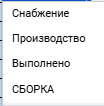 Снабжение
Производство
Выполнено
СБОРКА